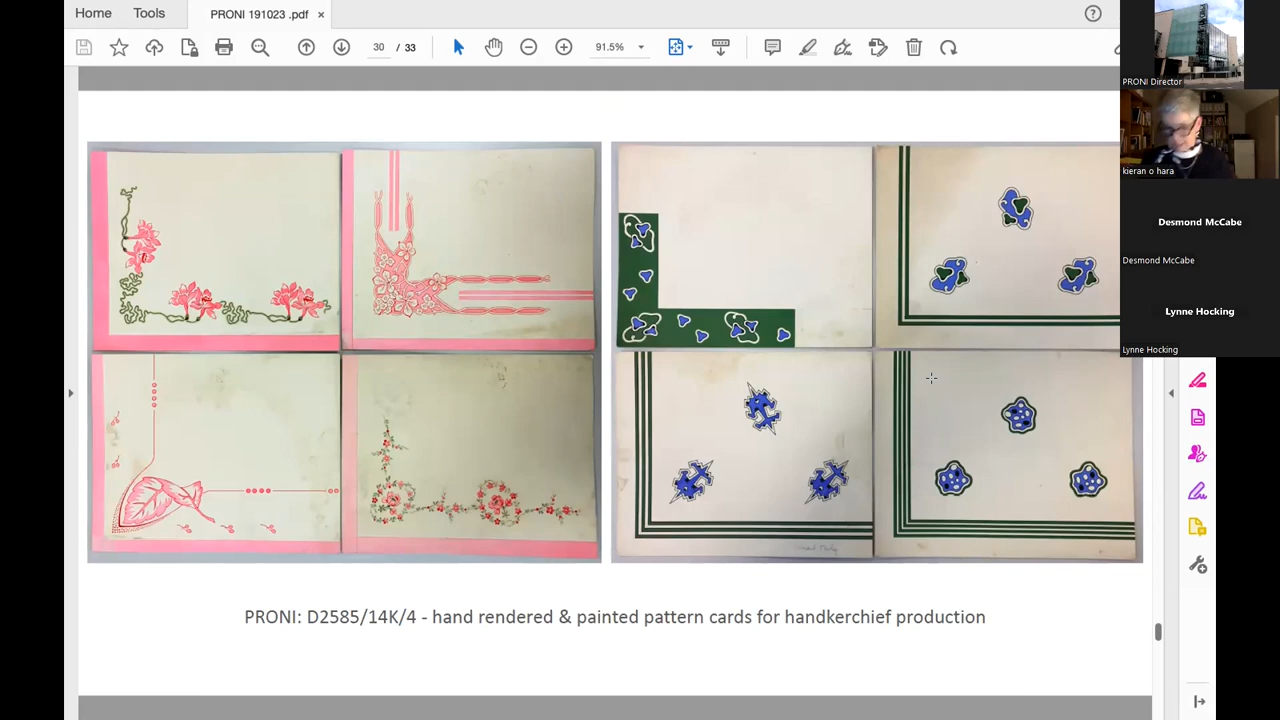 Home
Tools
PRONI 191023 .pdf
30 / 33
91.5%
PRONI Director
kieran o hara
Desmond McCabe
Desmond McCabe
Lynne Hocking
Lynne Hocking
PRONI: D2585/14K/4 - hand rendered & painted pattern cards for handkerchief production